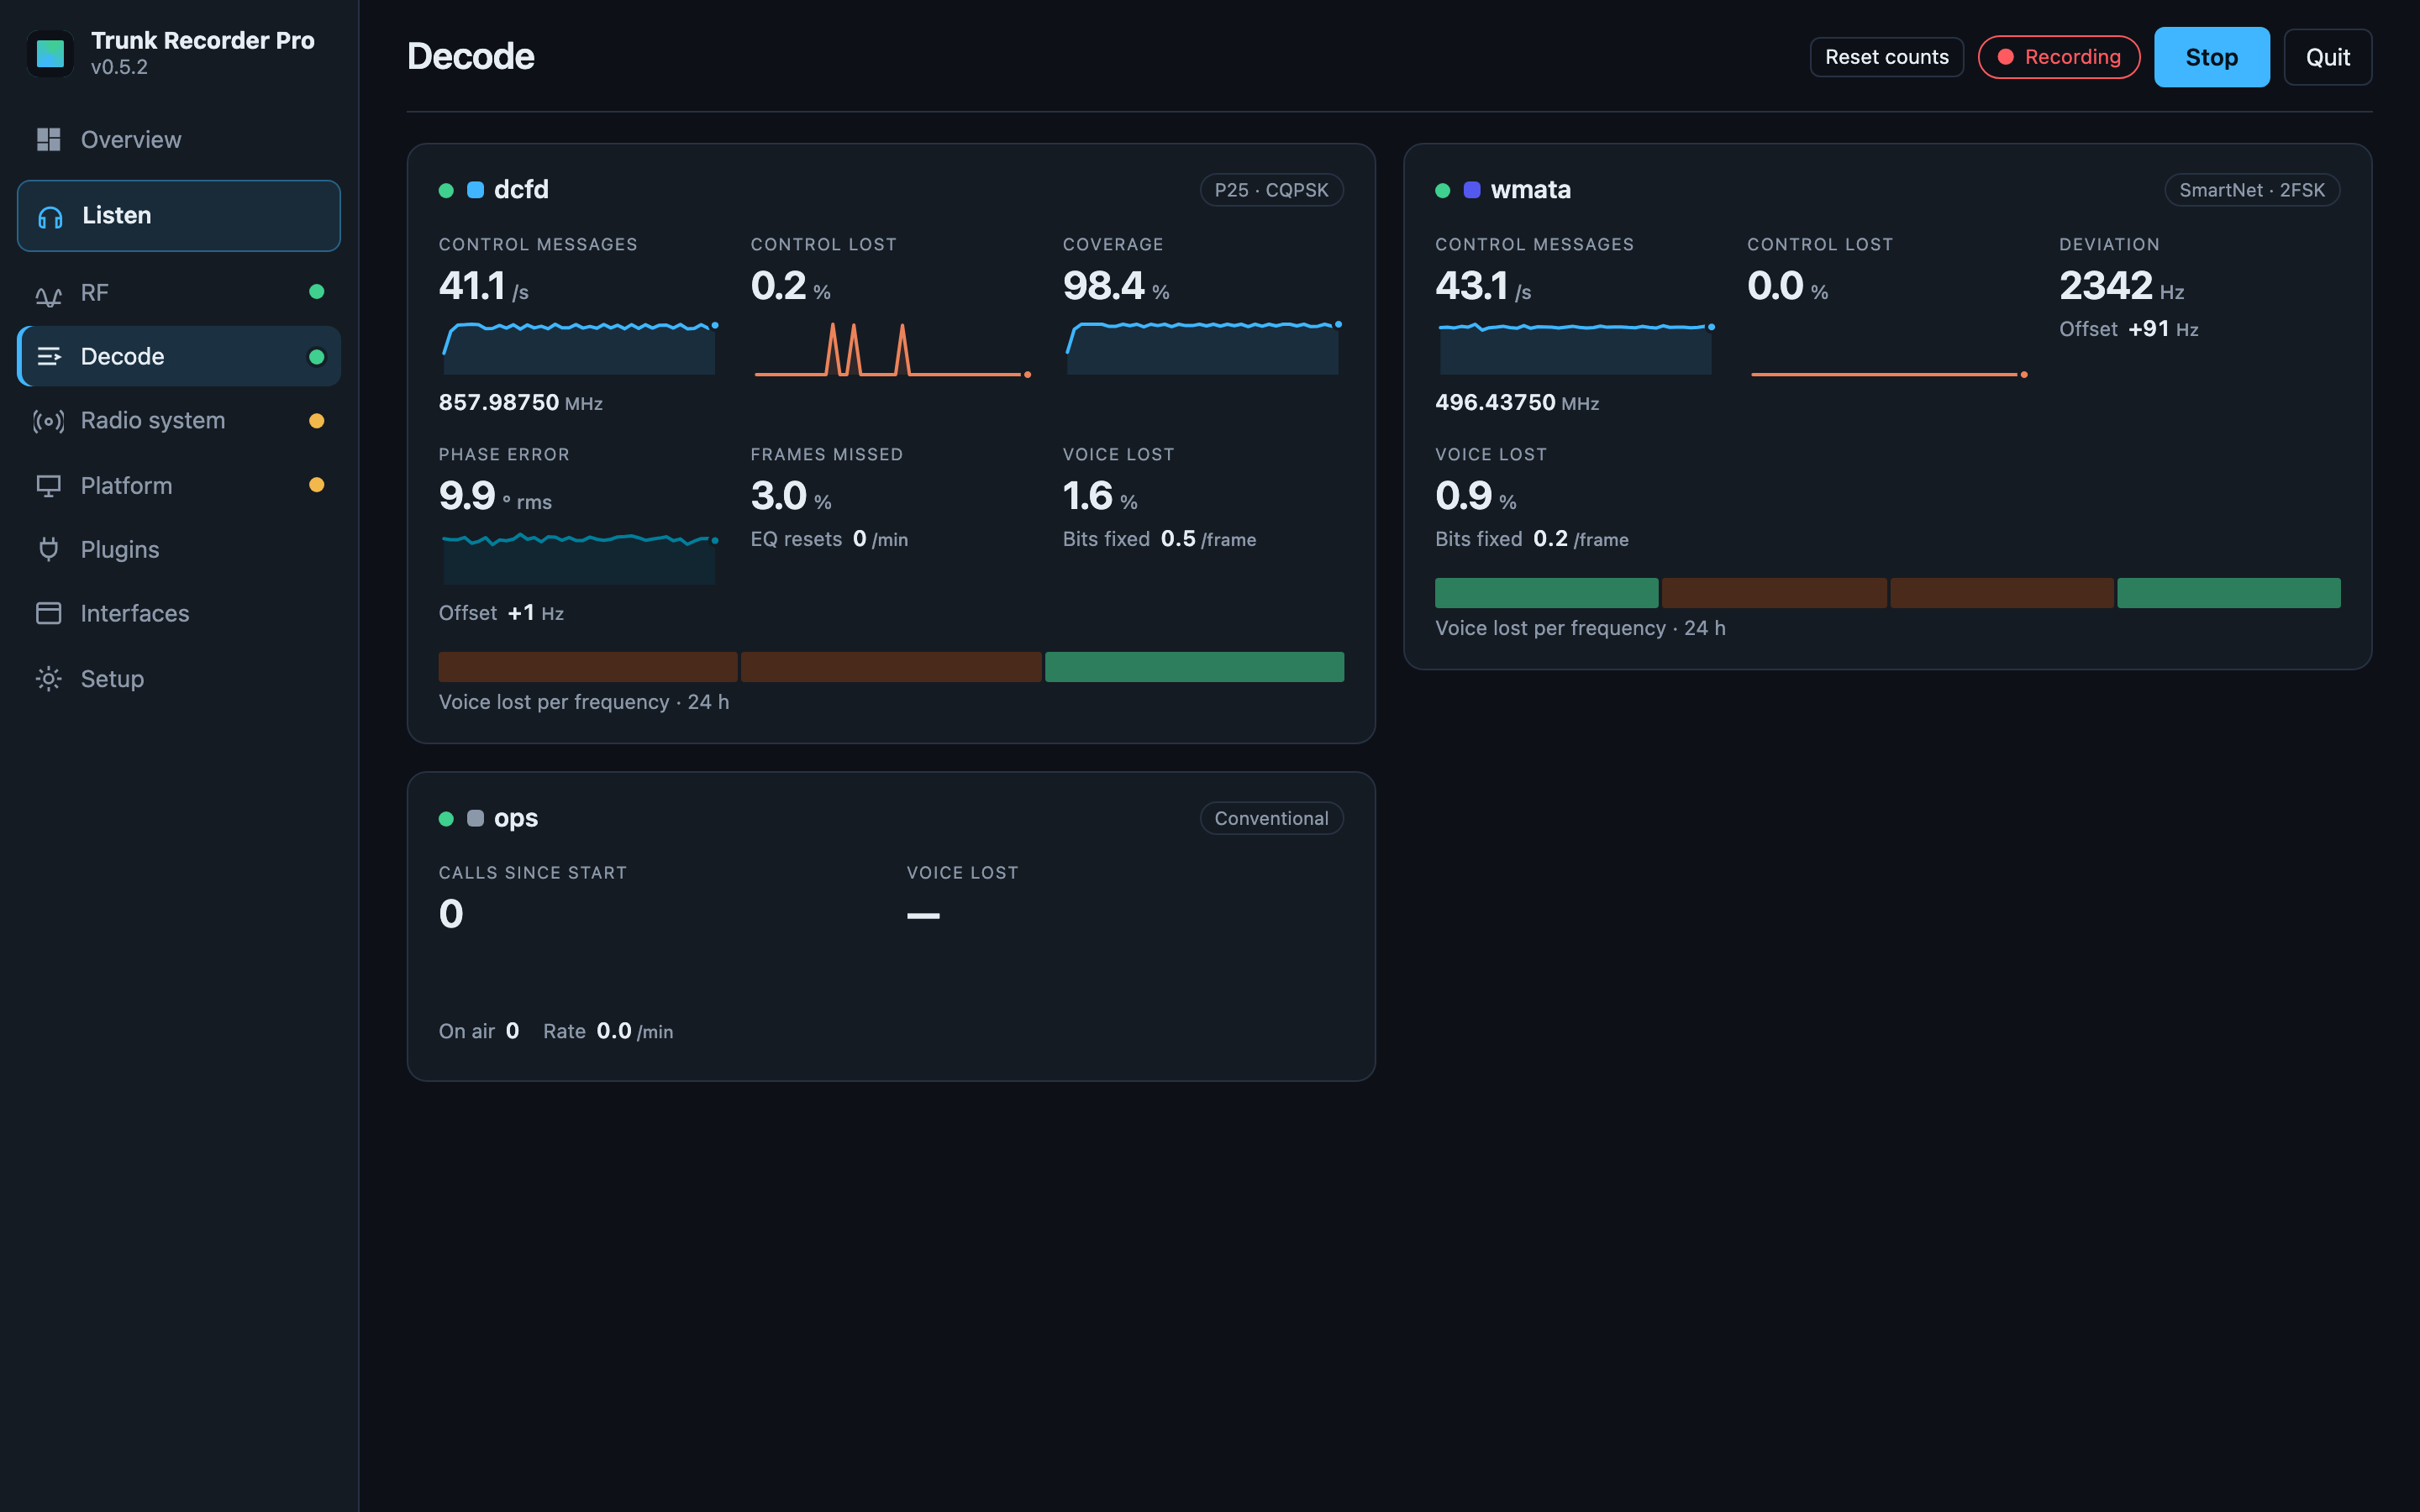 Trunk Recorder Pro
v0.5.2
Overview
Listen
RF
Decode
Radio system
Platform
Plugins
Interfaces
Setup
Decode
Reset counts
Recording
Stop
Quit
dcfd
P25 · CQPSK
CONTROL MESSAGES
41.1 /s
857.98750 MHz
CONTROL LOST
0.2 %
COVERAGE
98.4 %
PHASE ERROR
9.9 ° rms
Offset +1 Hz
FRAMES MISSED
3.0 %
EQ resets 0 /min
VOICE LOST
1.6 %
Bits fixed 0.5 /frame
Voice lost per frequency · 24 h
wmata
SmartNet · 2FSK
CONTROL MESSAGES
43.1 /s
496.43750 MHz
CONTROL LOST
0.0 %
DEVIATION
2342 Hz
Offset +91 Hz
VOICE LOST
0.9 %
Bits fixed 0.2 /frame
Voice lost per frequency · 24 h
ops
Conventional
CALLS SINCE START
0
VOICE LOST
—
On air 0 Rate 0.0 /min